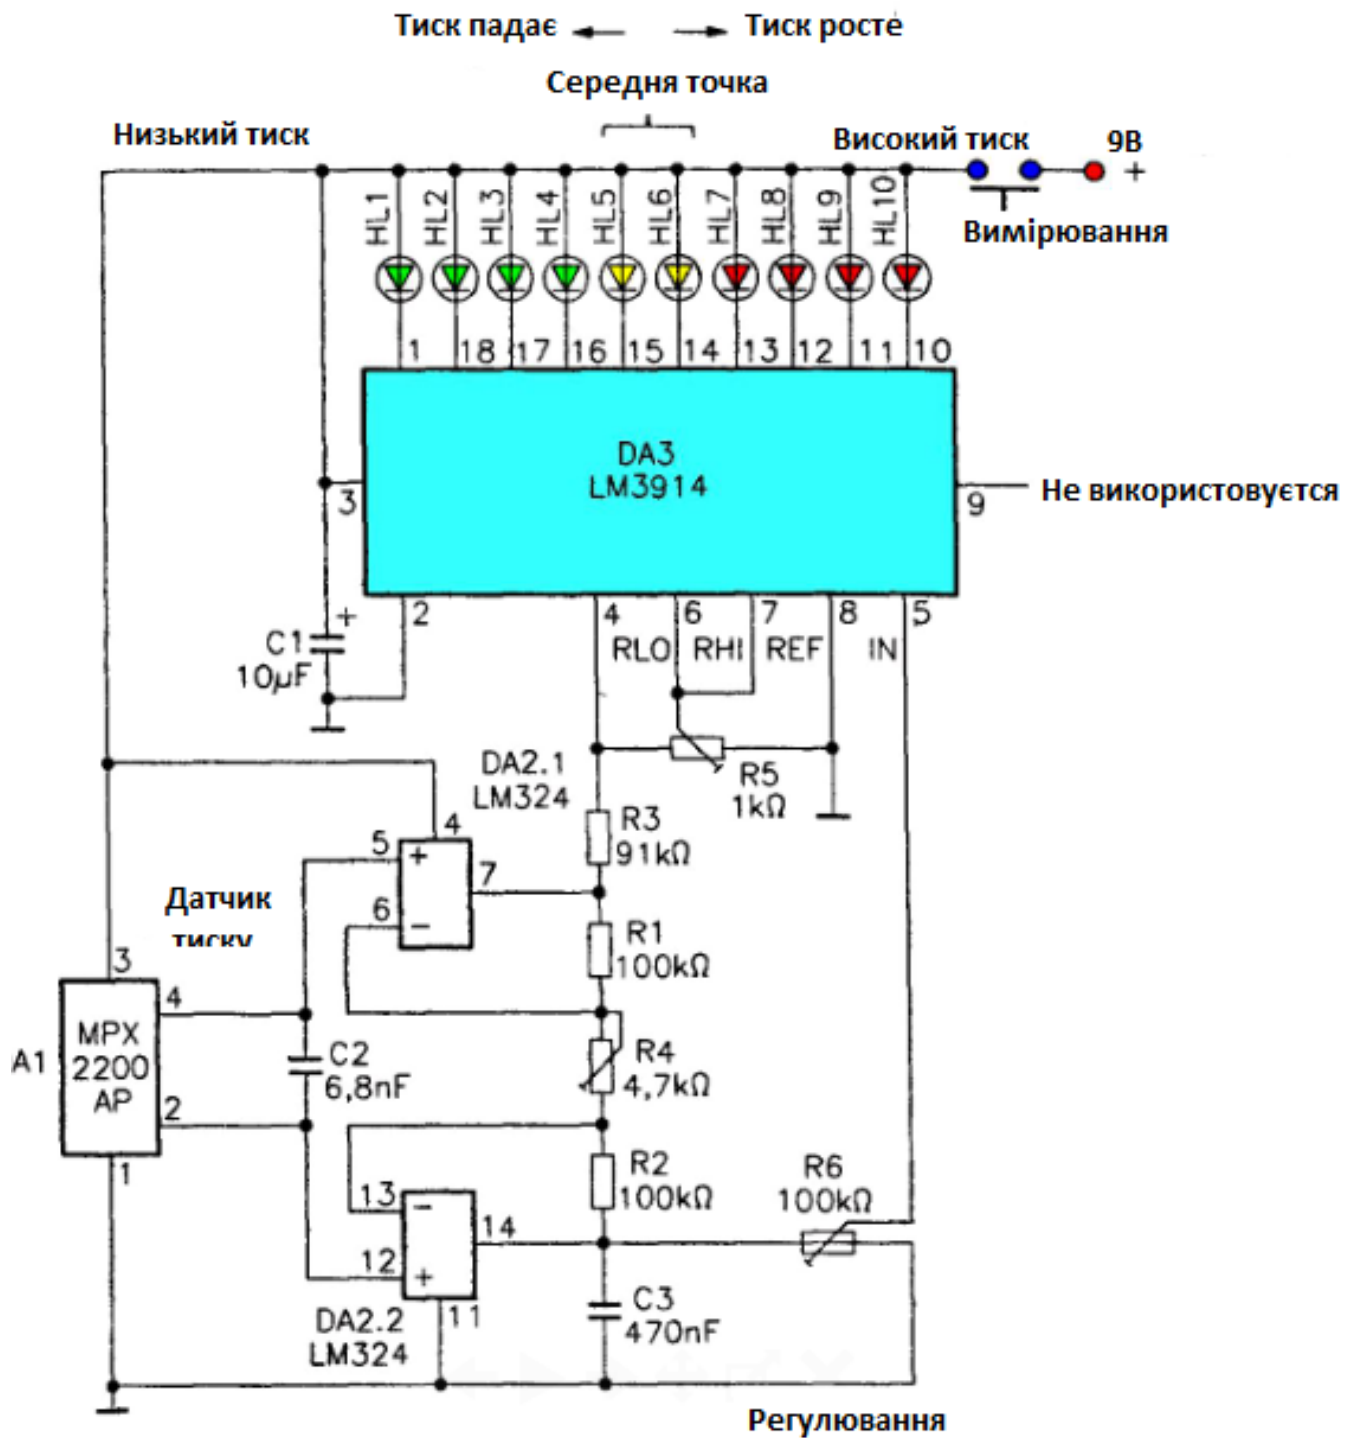 Тиск падає
Тиск росте
Середня точка
Низький тиск
Високий тиск
9В
+
Вимірювання
HL1 HL2 HL3 HL4 HL5 HL6 HL7 HL8 HL9 HL10
1 18 17 16 15 14 13 12 11 10
DA3
LM3914
3
9
Не використовуєтся
+
C1
10µF
2
4 6 7 8 5
RLO RHI REF IN
DA2.1
LM324
R5
1kΩ
R3
91kΩ
4
5
+
7
6
−
Датчик
тиску
R1
100kΩ
3
4
A1
MPX
2200
AP
2
1
C2
6,8nF
R4
4,7kΩ
R2
100kΩ
R6
100kΩ
13
−
14
12
+
11
DA2.2
LM324
C3
470nF
Регулювання